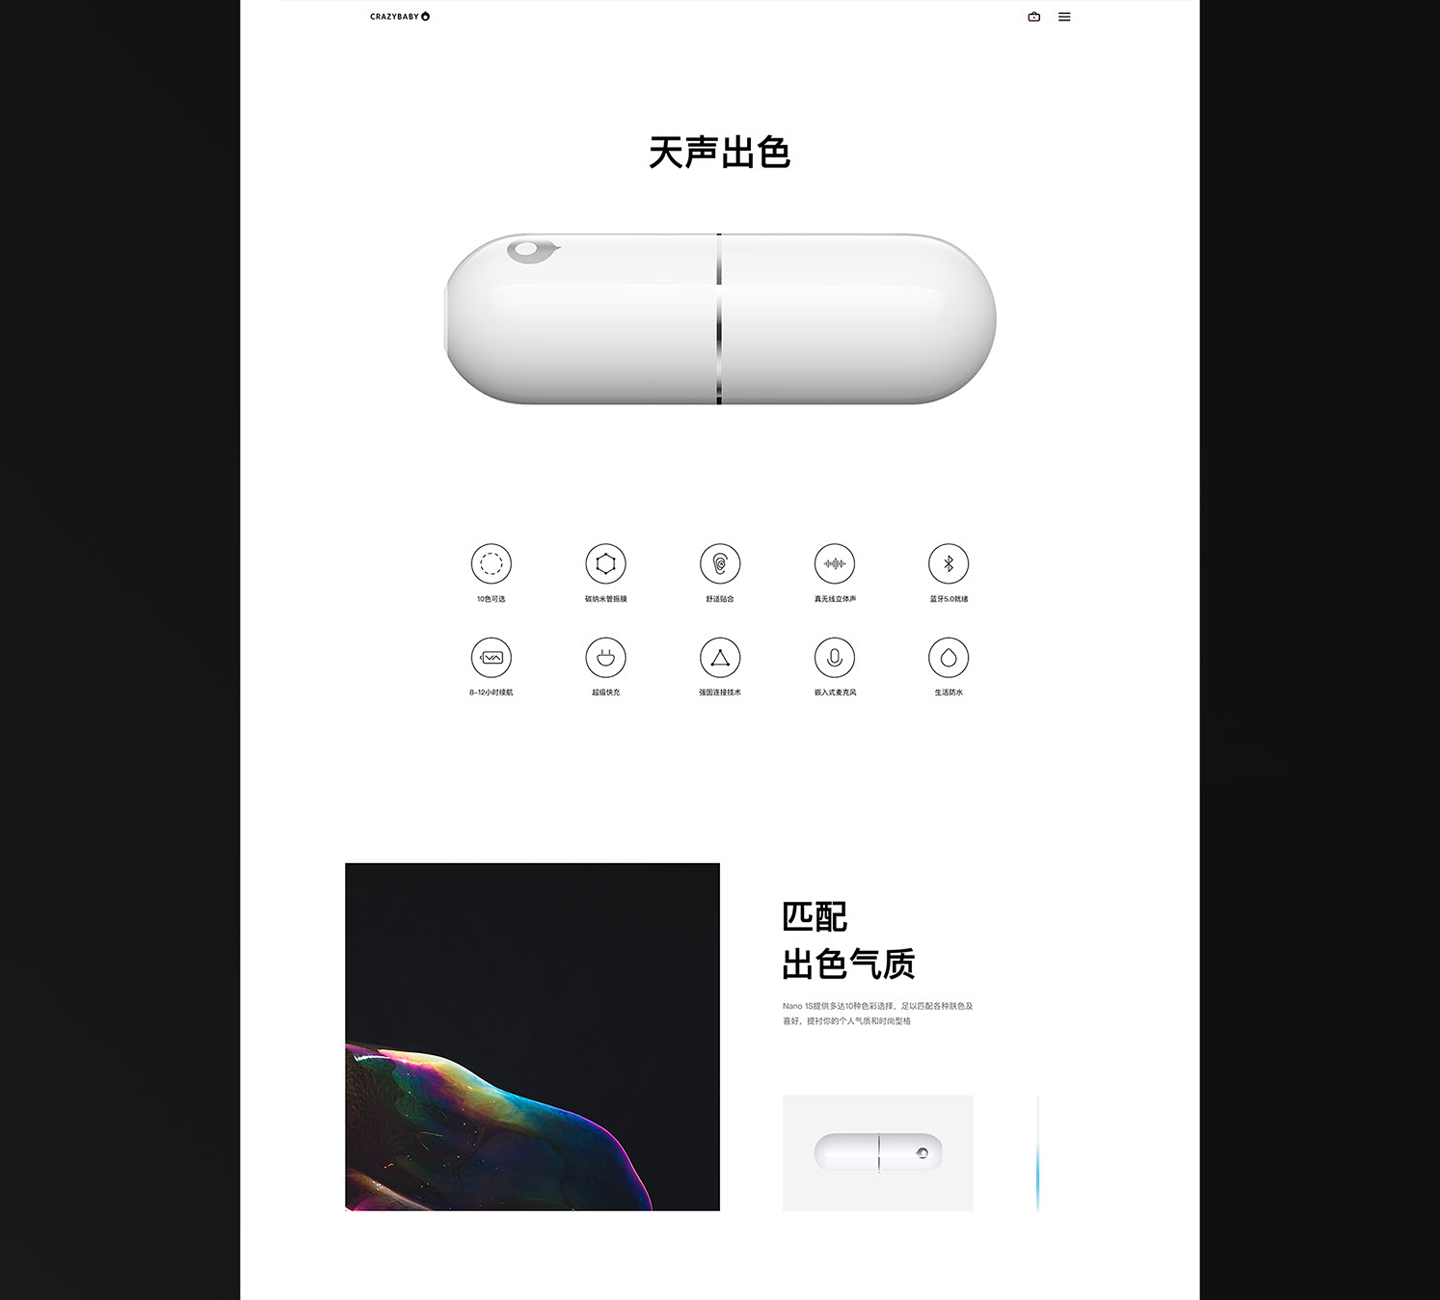 CRAZYBABY
天声出色
10色可选
碳纳米管振膜
舒适贴合
真无线立体声
蓝牙5.0就绪
8-12小时续航
超级快充
强固连接技术
嵌入式麦克风
生活防水
匹配
出色气质
Nano 1S提供多达10种色彩选择，足以匹配各种肤色及
喜好，提衬你的个人气质和时尚型格